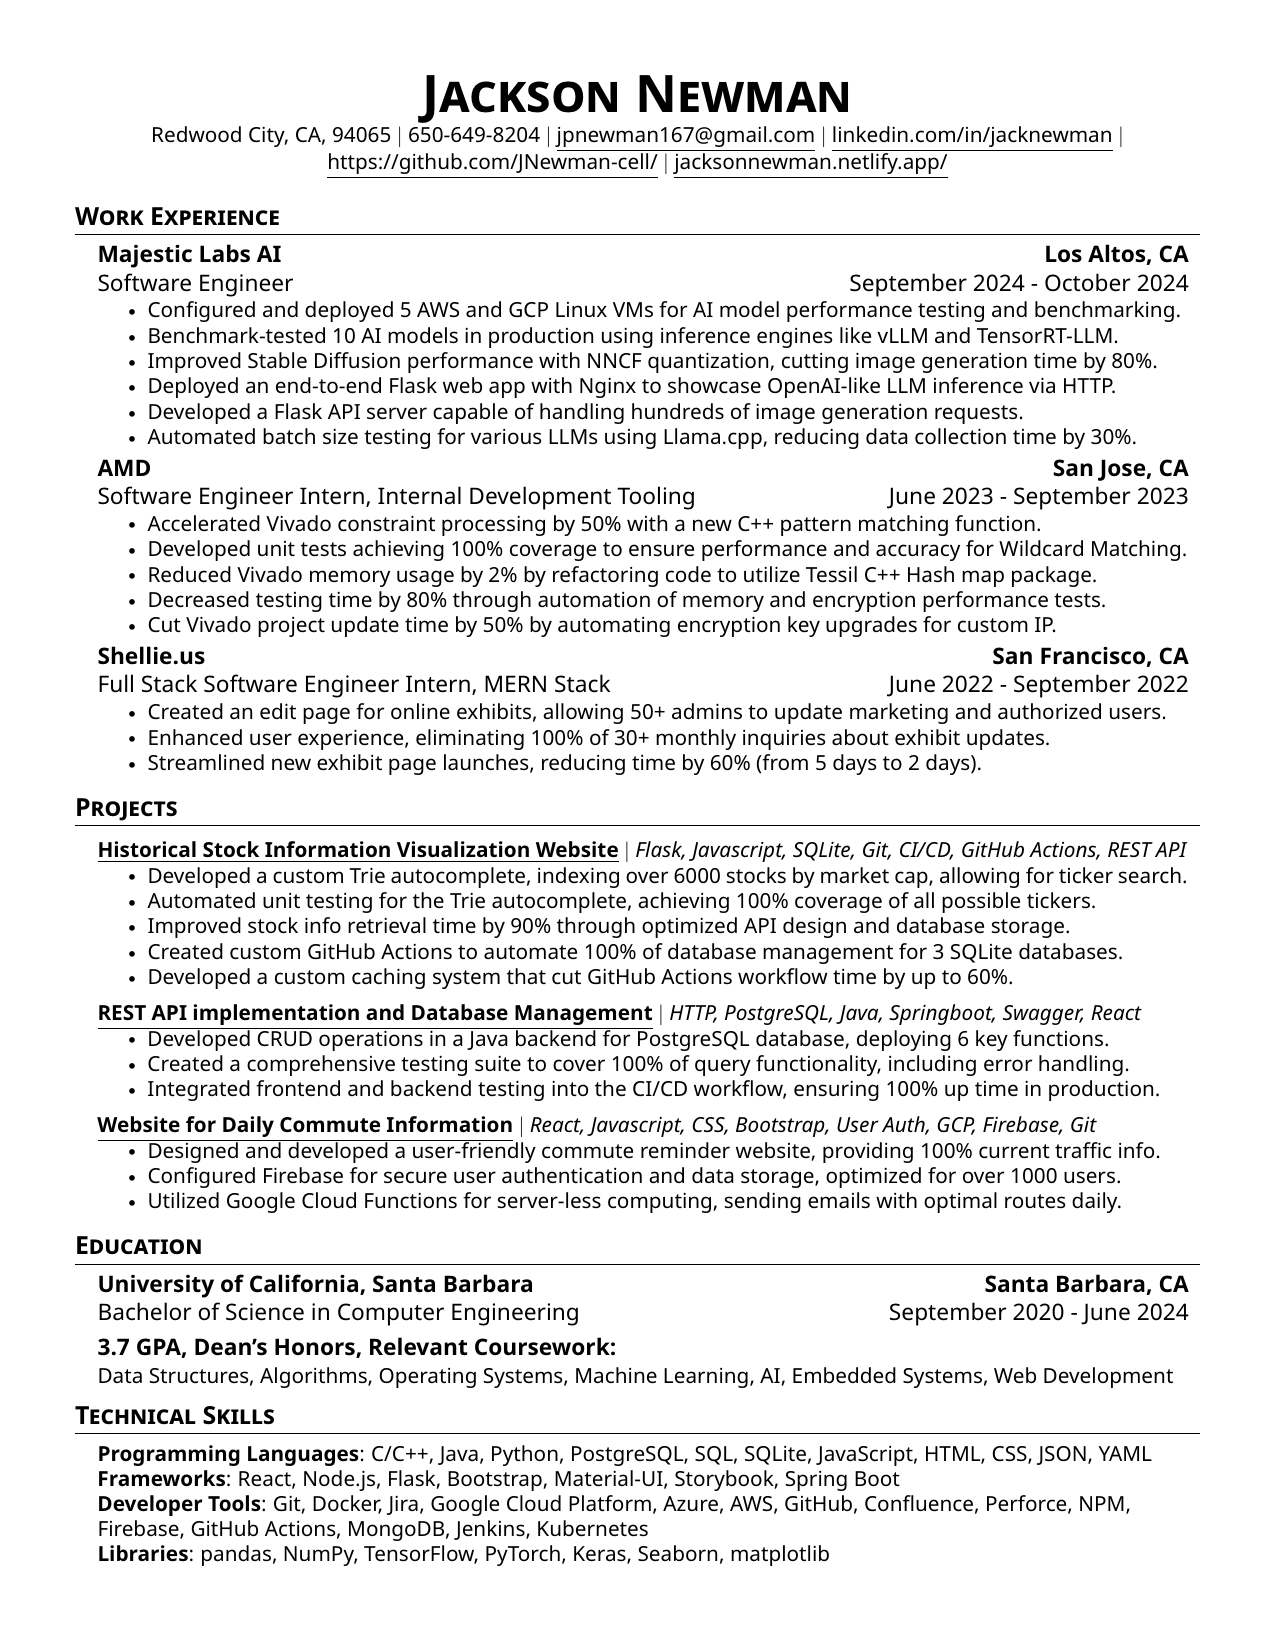 JACKSON NEWMAN
Redwood City, CA, 94065 | 650-649-8204 | jpnewman167@gmail.com | linkedin.com/in/jacknewman |
https://github.com/JNewman-cell/ | jacksonnewman.netlify.app/
WORK EXPERIENCE
Majestic Labs AI Los Altos, CA
Software Engineer September 2024 - October 2024
• Configured and deployed 5 AWS and GCP Linux VMs for AI model performance testing and benchmarking.
• Benchmark-tested 10 AI models in production using inference engines like vLLM and TensorRT-LLM.
• Improved Stable Diffusion performance with NNCF quantization, cutting image generation time by 80%.
• Deployed an end-to-end Flask web app with Nginx to showcase OpenAI-like LLM inference via HTTP.
• Developed a Flask API server capable of handling hundreds of image generation requests.
• Automated batch size testing for various LLMs using Llama.cpp, reducing data collection time by 30%.
AMD San Jose, CA
Software Engineer Intern, Internal Development Tooling June 2023 - September 2023
• Accelerated Vivado constraint processing by 50% with a new C++ pattern matching function.
• Developed unit tests achieving 100% coverage to ensure performance and accuracy for Wildcard Matching.
• Reduced Vivado memory usage by 2% by refactoring code to utilize Tessil C++ Hash map package.
• Decreased testing time by 80% through automation of memory and encryption performance tests.
• Cut Vivado project update time by 50% by automating encryption key upgrades for custom IP.
Shellie.us San Francisco, CA
Full Stack Software Engineer Intern, MERN Stack June 2022 - September 2022
• Created an edit page for online exhibits, allowing 50+ admins to update marketing and authorized users.
• Enhanced user experience, eliminating 100% of 30+ monthly inquiries about exhibit updates.
• Streamlined new exhibit page launches, reducing time by 60% (from 5 days to 2 days).
PROJECTS
Historical Stock Information Visualization Website | Flask, Javascript, SQLite, Git, CI/CD, GitHub Actions, REST API
• Developed a custom Trie autocomplete, indexing over 6000 stocks by market cap, allowing for ticker search.
• Automated unit testing for the Trie autocomplete, achieving 100% coverage of all possible tickers.
• Improved stock info retrieval time by 90% through optimized API design and database storage.
• Created custom GitHub Actions to automate 100% of database management for 3 SQLite databases.
• Developed a custom caching system that cut GitHub Actions workflow time by up to 60%.
REST API implementation and Database Management | HTTP, PostgreSQL, Java, Springboot, Swagger, React
• Developed CRUD operations in a Java backend for PostgreSQL database, deploying 6 key functions.
• Created a comprehensive testing suite to cover 100% of query functionality, including error handling.
• Integrated frontend and backend testing into the CI/CD workflow, ensuring 100% up time in production.
Website for Daily Commute Information | React, Javascript, CSS, Bootstrap, User Auth, GCP, Firebase, Git
• Designed and developed a user-friendly commute reminder website, providing 100% current traffic info.
• Configured Firebase for secure user authentication and data storage, optimized for over 1000 users.
• Utilized Google Cloud Functions for server-less computing, sending emails with optimal routes daily.
EDUCATION
University of California, Santa Barbara Santa Barbara, CA
Bachelor of Science in Computer Engineering September 2020 - June 2024
3.7 GPA, Dean’s Honors, Relevant Coursework:
Data Structures, Algorithms, Operating Systems, Machine Learning, AI, Embedded Systems, Web Development
TECHNICAL SKILLS
Programming Languages: C/C++, Java, Python, PostgreSQL, SQL, SQLite, JavaScript, HTML, CSS, JSON, YAML
Frameworks: React, Node.js, Flask, Bootstrap, Material-UI, Storybook, Spring Boot
Developer Tools: Git, Docker, Jira, Google Cloud Platform, Azure, AWS, GitHub, Confluence, Perforce, NPM,
Firebase, GitHub Actions, MongoDB, Jenkins, Kubernetes
Libraries: pandas, NumPy, TensorFlow, PyTorch, Keras, Seaborn, matplotlib